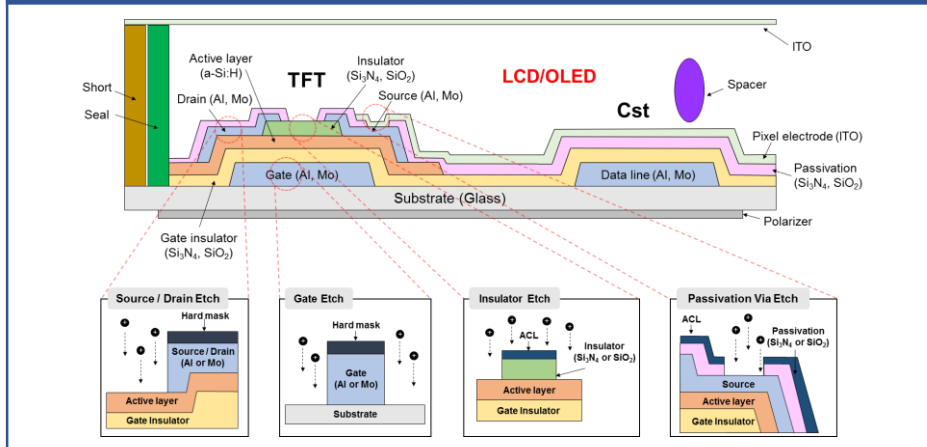 ITO
Active layer
(a-Si:H)
TFT
Insulator
(Si₃N₄, SiO₂)
LCD/OLED
Short
Seal
Drain (Al, Mo)
Source (Al, Mo)
Cst
Spacer
Pixel electrode (ITO)
Passivation
(Si₃N₄, SiO₂)
Gate (Al, Mo)
Data line (Al, Mo)
Substrate (Glass)
Polarizer
Gate insulator
(Si₃N₄, SiO₂)
Source / Drain Etch
Hard mask
Source / Drain
(Al or Mo)
Active layer
Gate Insulator
Gate Etch
Hard mask
Gate
(Al or Mo)
Substrate
Insulator Etch
ACL
Insulator
(Si₃N₄ or SiO₂)
Active layer
Gate Insulator
Passivation Via Etch
ACL
Passivation
(Si₃N₄ or SiO₂)
Source
Active layer
Gate Insulator